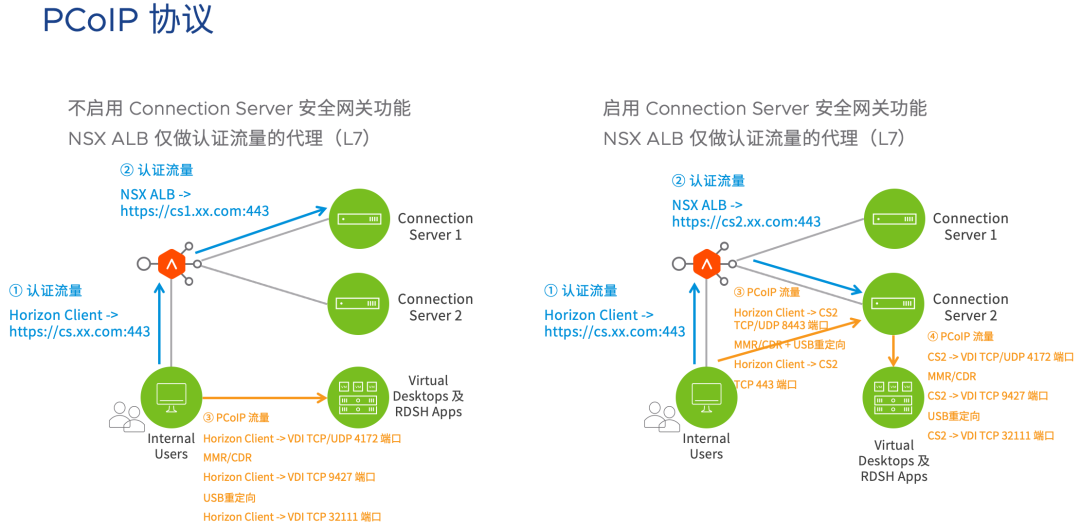 PCoIP 协议
不启用 Connection Server 安全网关功能
NSX ALB 仅做认证流量的代理（L7）
② 认证流量
NSX ALB ->
https://cs1.xx.com:443
Connection
Server 1
① 认证流量
Horizon Client ->
https://cs.xx.com:443
Connection
Server 2
Internal
Users
Virtual
Desktops 及
RDSH Apps
③ PCoIP 流量
Horizon Client -> VDI TCP/UDP 4172 端口
MMR/CDR
Horizon Client -> VDI TCP 9427 端口
USB重定向
Horizon Client -> VDI TCP 32111 端口
启用 Connection Server 安全网关功能
NSX ALB 仅做认证流量的代理（L7）
② 认证流量
NSX ALB ->
https://cs2.xx.com:443
Connection
Server 1
① 认证流量
Horizon Client ->
https://cs.xx.com:443
③ PCoIP 流量
Horizon Client -> CS2
TCP/UDP 8443 端口
MMR/CDR + USB重定向
Horizon Client -> CS2
TCP 443 端口
Connection
Server 2
④ PCoIP 流量
CS2 -> VDI TCP/UDP 4172 端口
MMR/CDR
CS2 -> VDI TCP 9427 端口
USB重定向
CS2 -> VDI TCP 32111 端口
Internal
Users
Virtual
Desktops 及
RDSH Apps